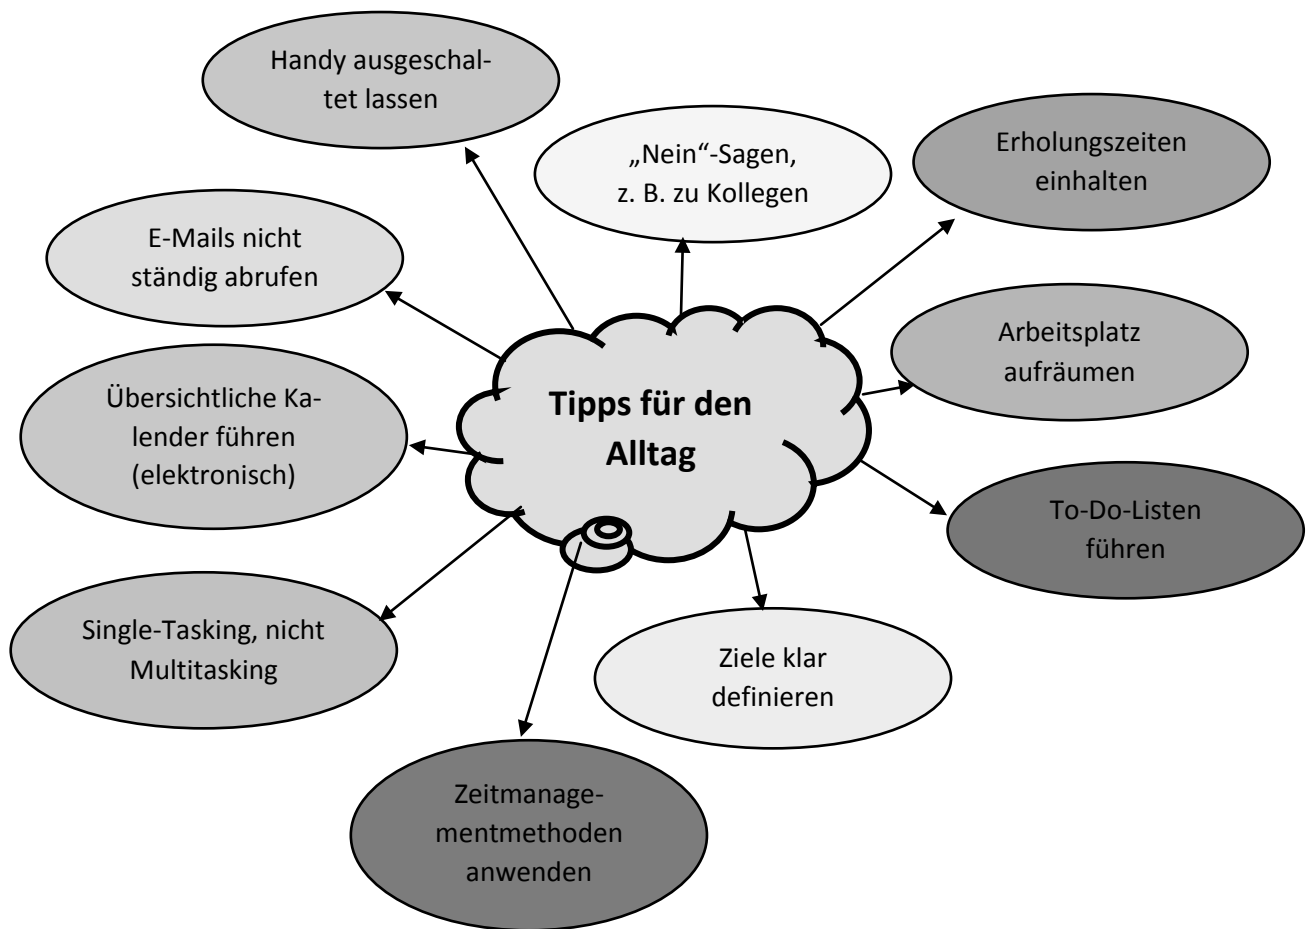 Handy ausgeschal-
tet lassen
„Nein“-Sagen,
z. B. zu Kollegen
Erholungszeiten
einhalten
E-Mails nicht
ständig abrufen
Arbeitsplatz
aufräumen
Übersichtliche Ka-
lender führen
(elektronisch)
Tipps für den
Alltag
To-Do-Listen
führen
Single-Tasking, nicht
Multitasking
Ziele klar
definieren
Zeitmanage-
mentmethoden
anwenden